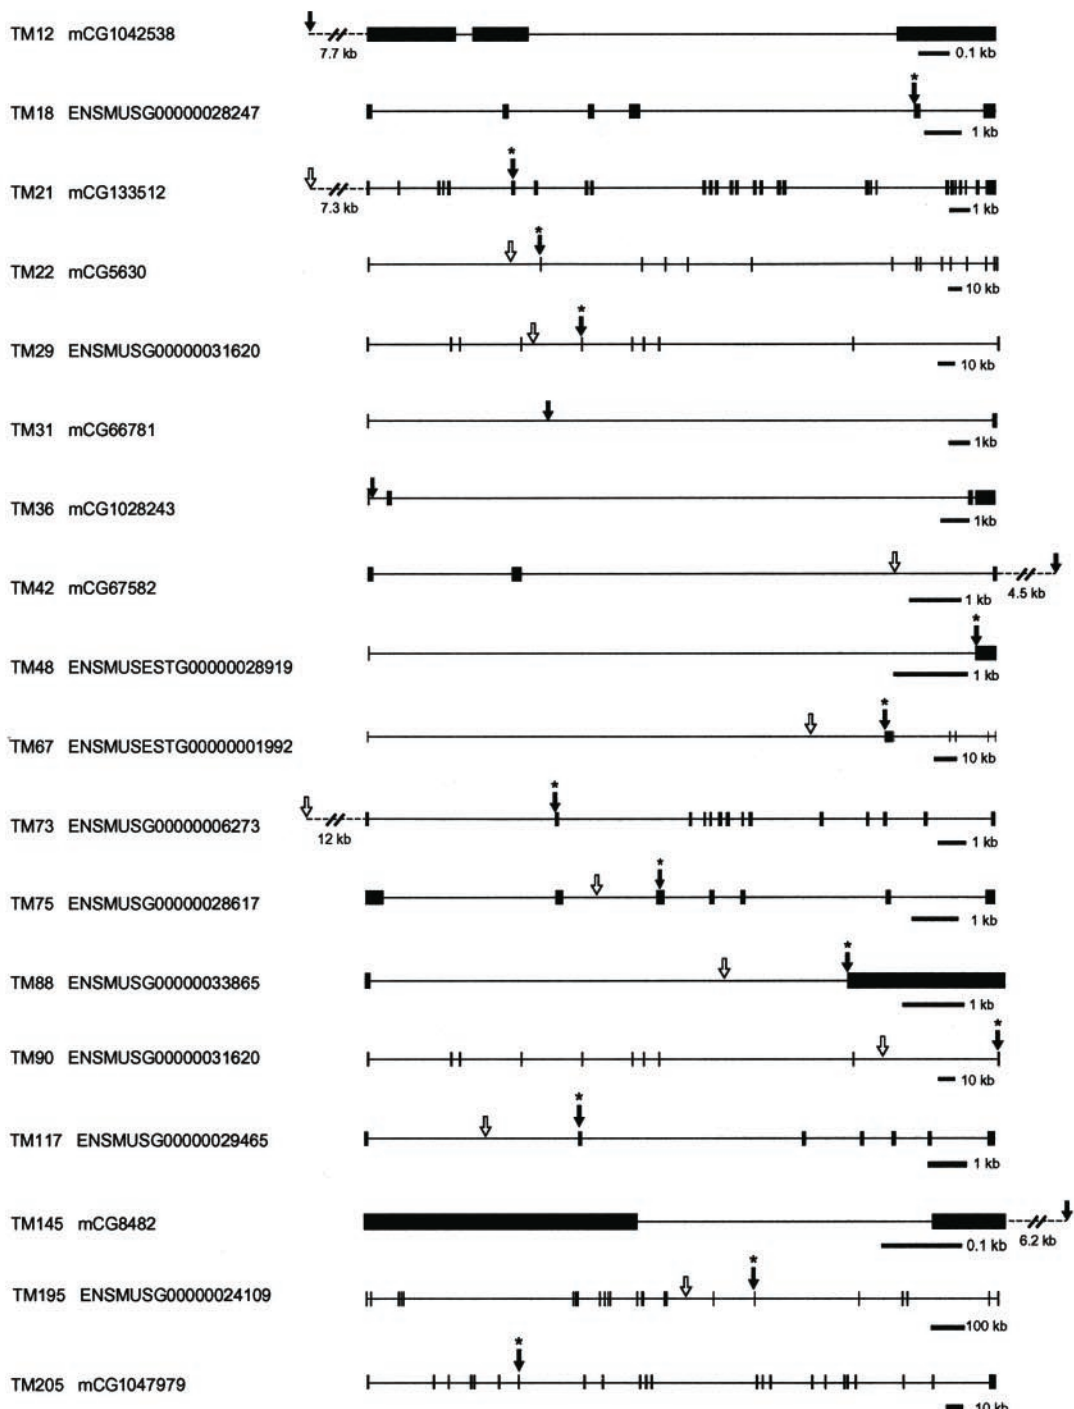 TM12 mCG1042538
7.7 kb
0.1 kb
*
TM18 ENSMUSG00000028247
1 kb
*
TM21 mCG133512
7.3 kb
1 kb
*
TM22 mCG5630
10 kb
*
TM29 ENSMUSG00000031620
10 kb
TM31 mCG66781
1kb
TM36 mCG1028243
1kb
TM42 mCG67582
1 kb
4.5 kb
*
TM48 ENSMUSESTG00000028919
1 kb
*
TM67 ENSMUSESTG00000001992
10 kb
*
TM73 ENSMUSG00000006273
12 kb
1 kb
*
TM75 ENSMUSG00000028617
1 kb
*
TM88 ENSMUSG00000033865
1 kb
*
TM90 ENSMUSG00000031620
10 kb
*
TM117 ENSMUSG00000029465
1 kb
TM145 mCG8482
0.1 kb
6.2 kb
*
TM195 ENSMUSG00000024109
100 kb
*
TM205 mCG1047979
10 kb